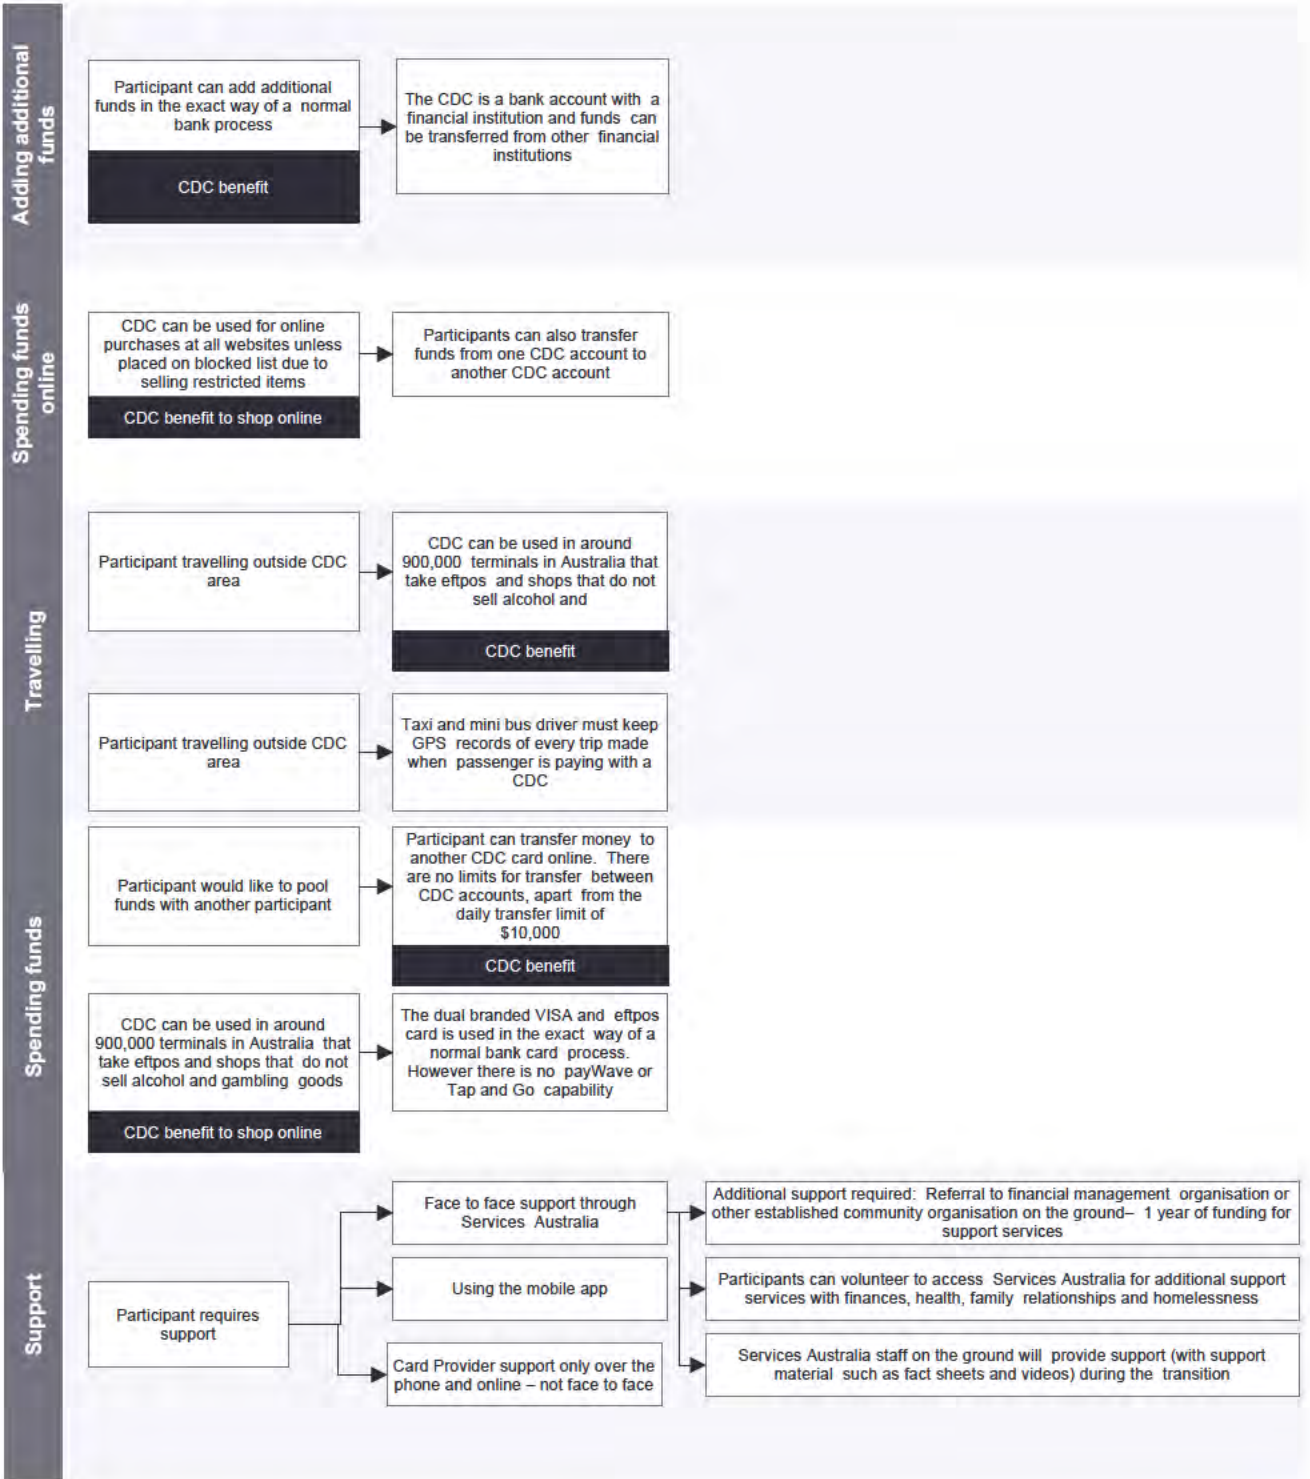 Adding additional
funds
Participant can add additional
funds in the exact way of a normal
bank process
CDC benefit
The CDC is a bank account with a
financial institution and funds can
be transferred from other financial
institutions
Spending funds
online
CDC can be used for online
purchases at all websites unless
placed on blocked list due to
selling restricted items
CDC benefit to shop online
Participants can also transfer
funds from one CDC account to
another CDC account
Travelling
Participant travelling outside CDC
area
CDC can be used in around
900,000 terminals in Australia that
take eftpos and shops that do not
sell alcohol and
CDC benefit
Participant travelling outside CDC
area
Taxi and mini bus driver must keep
GPS records of every trip made
when passenger is paying with a
CDC
Spending funds
Participant would like to pool
funds with another participant
Participant can transfer money to
another CDC card online. There
are no limits for transfer between
CDC accounts, apart from the
daily transfer limit of
$10,000
CDC benefit
CDC can be used in around
900,000 terminals in Australia that
take eftpos and shops that do not
sell alcohol and gambling goods
CDC benefit to shop online
The dual branded VISA and eftpos
card is used in the exact way of a
normal bank card process.
However there is no payWave or
Tap and Go capability
Support
Participant requires
support
Face to face support through
Services Australia
Using the mobile app
Card Provider support only over the
phone and online – not face to face
Additional support required: Referral to financial management organisation or
other established community organisation on the ground– 1 year of funding for
support services
Participants can volunteer to access Services Australia for additional support
services with finances, health, family relationships and homelessness
Services Australia staff on the ground will provide support (with support
material such as fact sheets and videos) during the transition